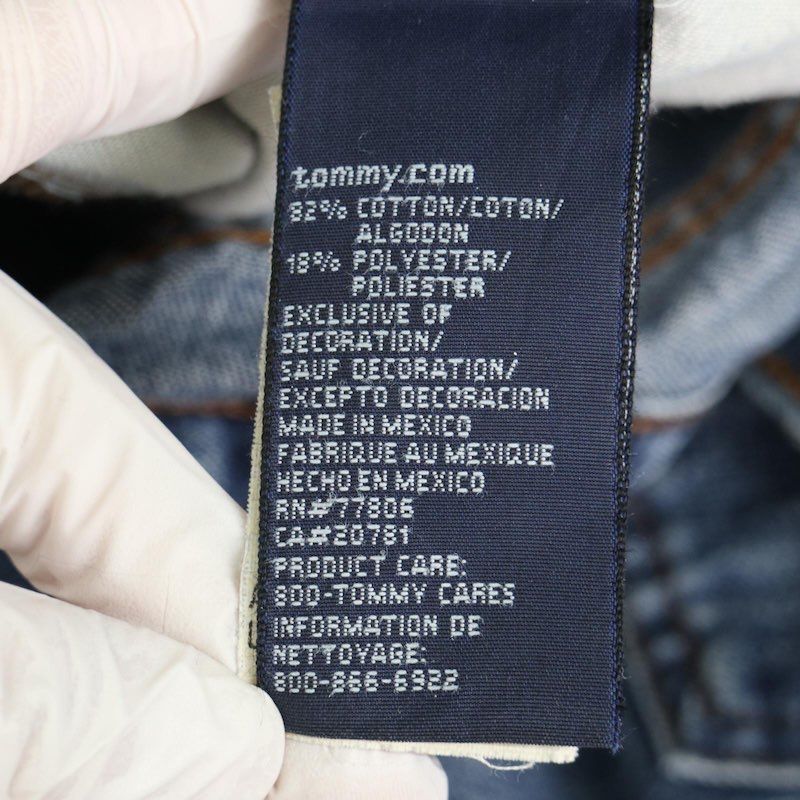 tommy.com
82% COTTON/COTON/
ALGODON
18% POLYESTER/
POLIESTER
EXCLUSIVE OF
DECORATION/
SAUF DECORATION/
EXCEPTO DECORACION
MADE IN MEXICO
FABRIQUE AU MEXIQUE
HECHO EN MEXICO
RN#77806
CA#20781
PRODUCT CARE:
800-TOMMY CARES
INFORMATION DE
NETTOYAGE:
800-866-6922